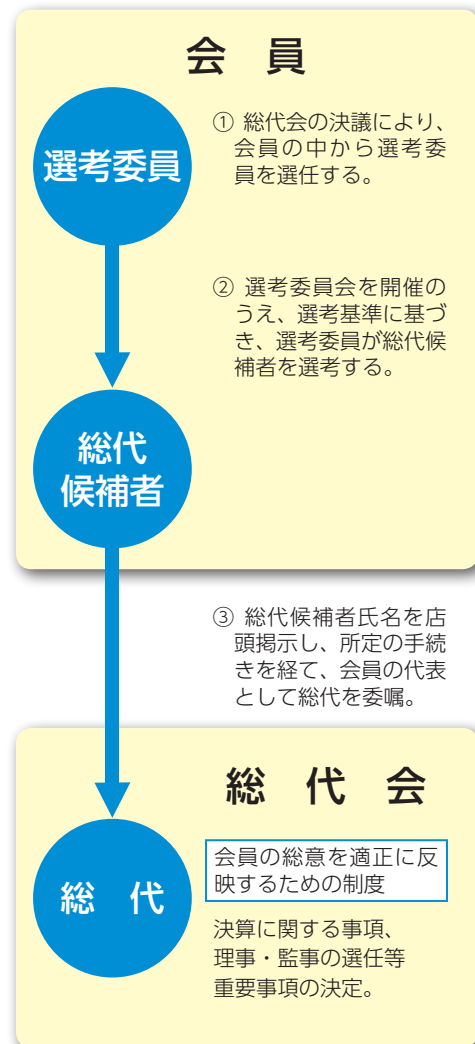 会 員
選考委員
① 総代会の決議により、
会員の中から選考委
員を選任する。
② 選考委員会を開催の
うえ、選考基準に基づ
き、選考委員が総代候
補者を選考する。
総代
候補者
③ 総代候補者氏名を店
頭掲示し、所定の手続
きを経て、会員の代表
として総代を委嘱。
総 代 会
総 代
会員の総意を適正に反
映するための制度
決算に関する事項、
理事・監事の選任等
重要事項の決定。